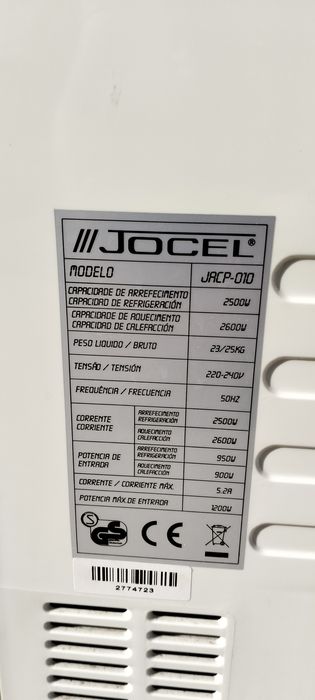 JOCEL®
MODELO JACP-010
CAPACIDADE DE ARREFECIMENTO
CAPACIDAD DE REFRIGERACIÓN 2500W
CAPACIDADE DE AQUECIMENTO
CAPACIDAD DE CALEFACCIÓN 2600W
PESO LIQUIDO / BRUTO 23/25KG
TENSÃO / TENSIÓN 220-240V
FREQUÊNCIA / FRECUENCIA 50HZ
CORRENTE
CORRIENTE
ARREFECIMENTO
REFRIGERACIÓN 2500W
AQUECIMENTO
CALEFACCIÓN 2600W
POTENCIA DE
ENTRADA
ARREFECIMENTO
REFRIGERACIÓN 950W
AQUECIMENTO
CALEFACCIÓN 900W
CORRENTE / CORRIENTE MÁX. 5.2A
POTENCIA MÁX.DE ENTRADA 1200W
S GS CE
2774723